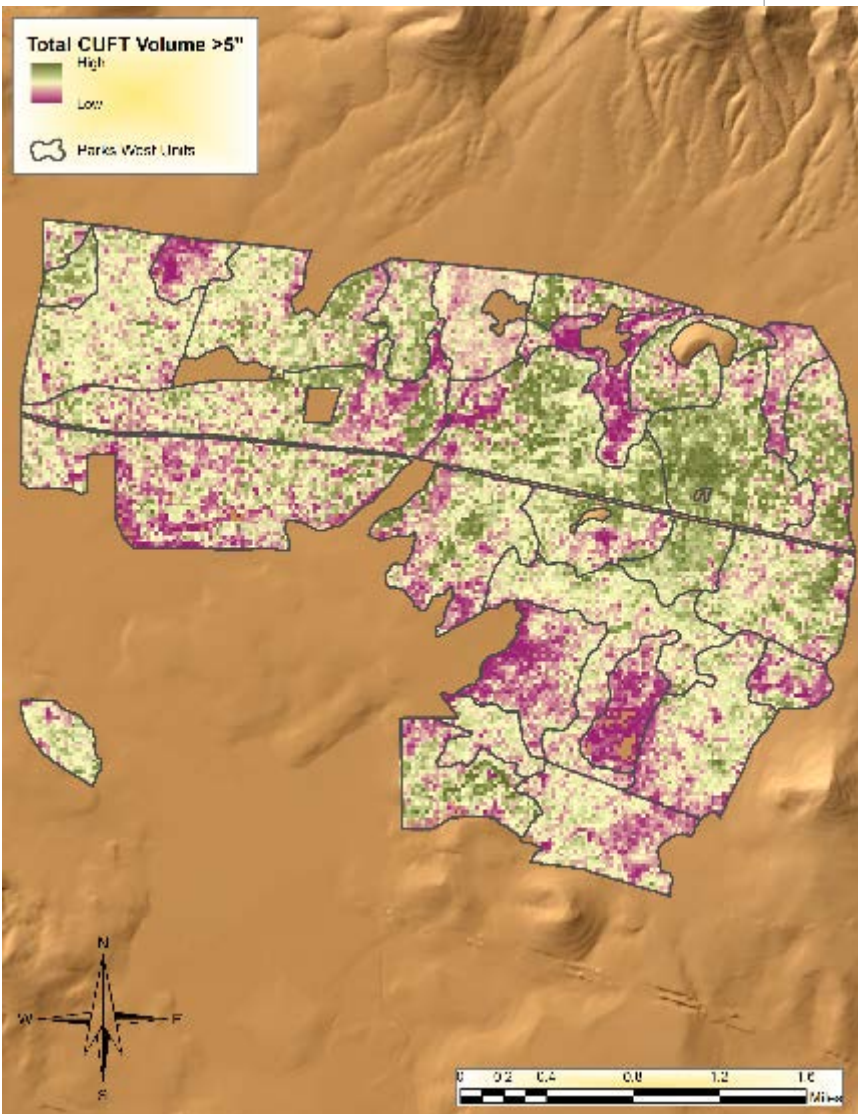 Total CUFT Volume >5"
High
Low
Parks West Units
N
W E
S
0 0.2 0.4 0.8 1.2 1.6
Miles